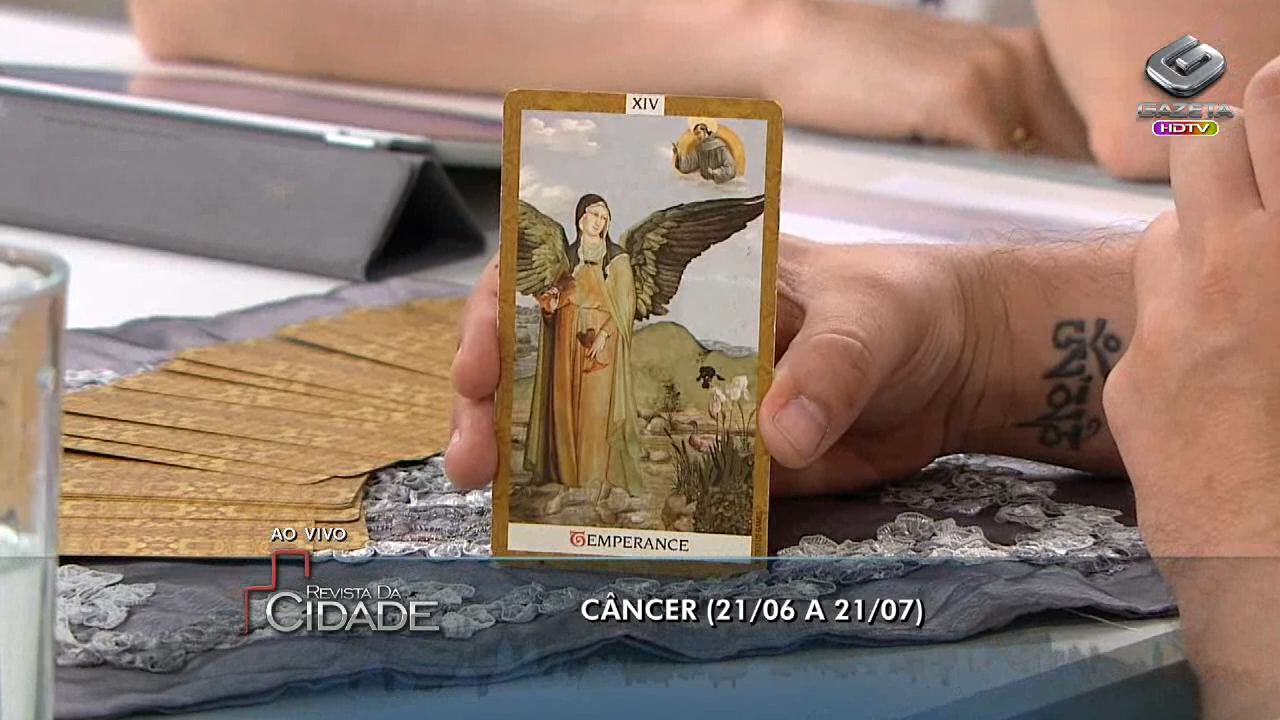 XIV
GAZETA
HDTV
TEMPERANCE
AO VIVO
REVISTA DA
CIDADE
CÂNCER (21/06 A 21/07)